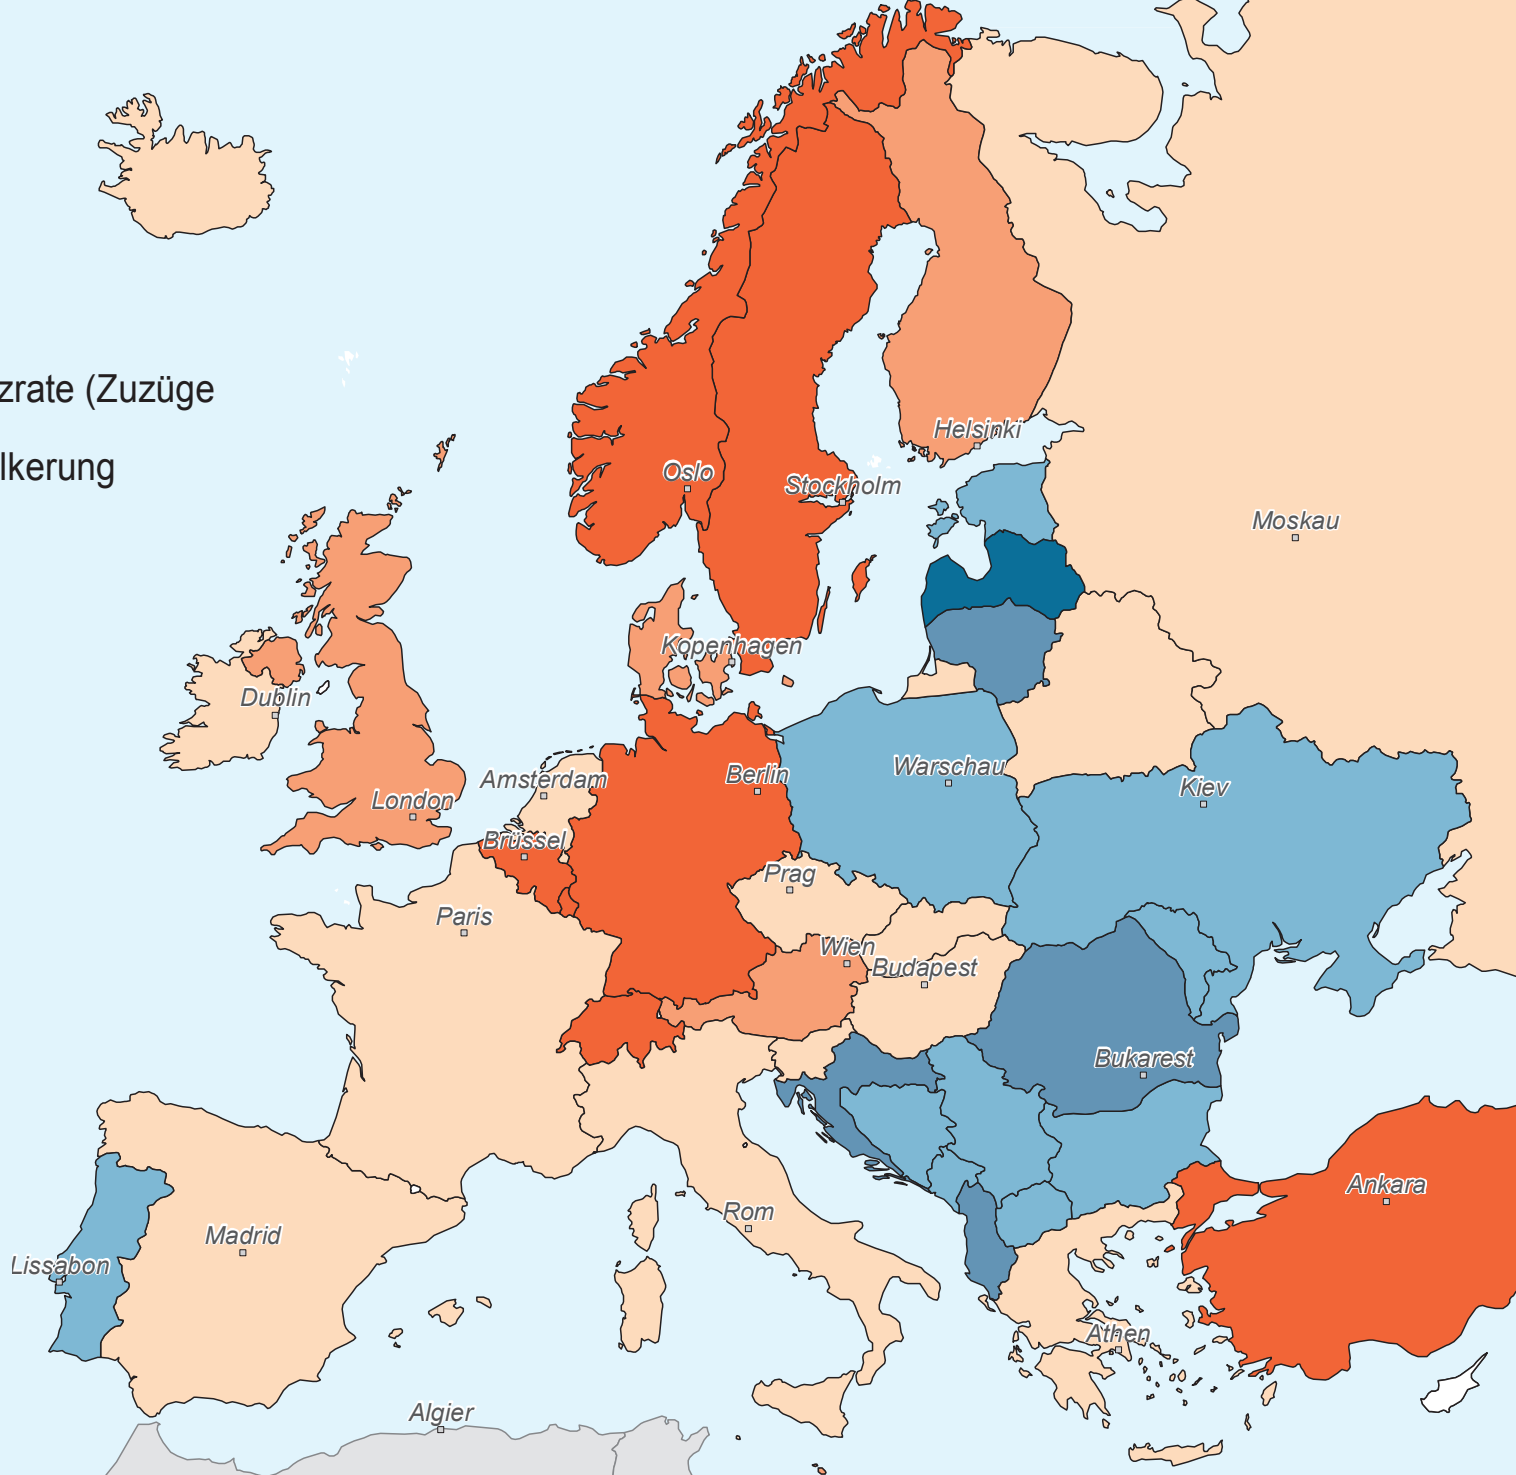 zrate (Zuzüge
lkerung
Helsinki
Oslo
Stockholm
Moskau
Kopenhagen
Dublin
Amsterdam
Berlin
Warschau
Kiev
London
Brüssel
Prag
Paris
Wien
Budapest
Bukarest
Ankara
Rom
Madrid
Lissabon
Athen
Algier